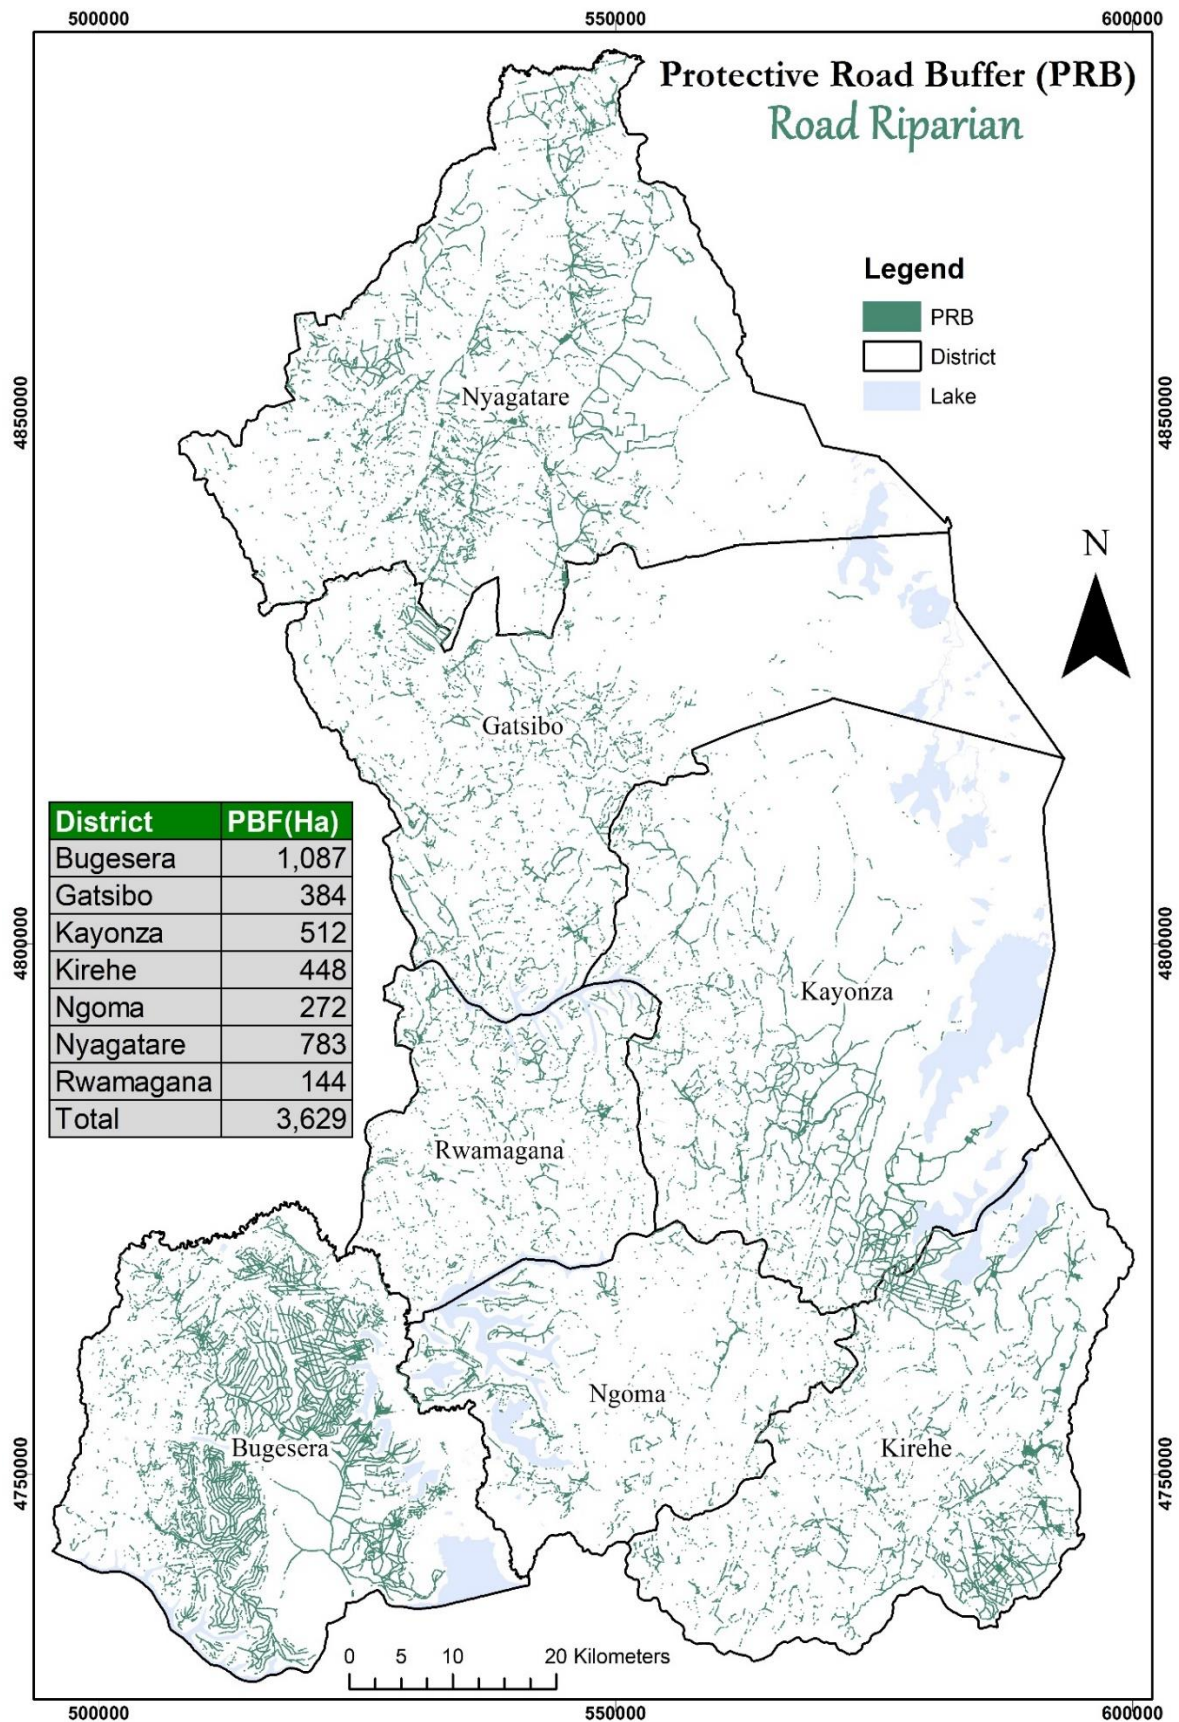 500000 550000 600000
Protective Road Buffer (PRB)
Road Riparian
Legend
PRB
District
Lake
4850000 4850000
Nyagatare
N
Gatsibo
District PBF(Ha)
Bugesera 1,087
Gatsibo 384
Kayonza 512
Kirehe 448
Ngoma 272
Nyagatare 783
Rwamagana 144
Total 3,629
4800000 4800000
Kayonza
Rwamagana
Ngoma
Bugesera
Kirehe
4750000 4750000
0 5 10 20 Kilometers
500000 550000 600000